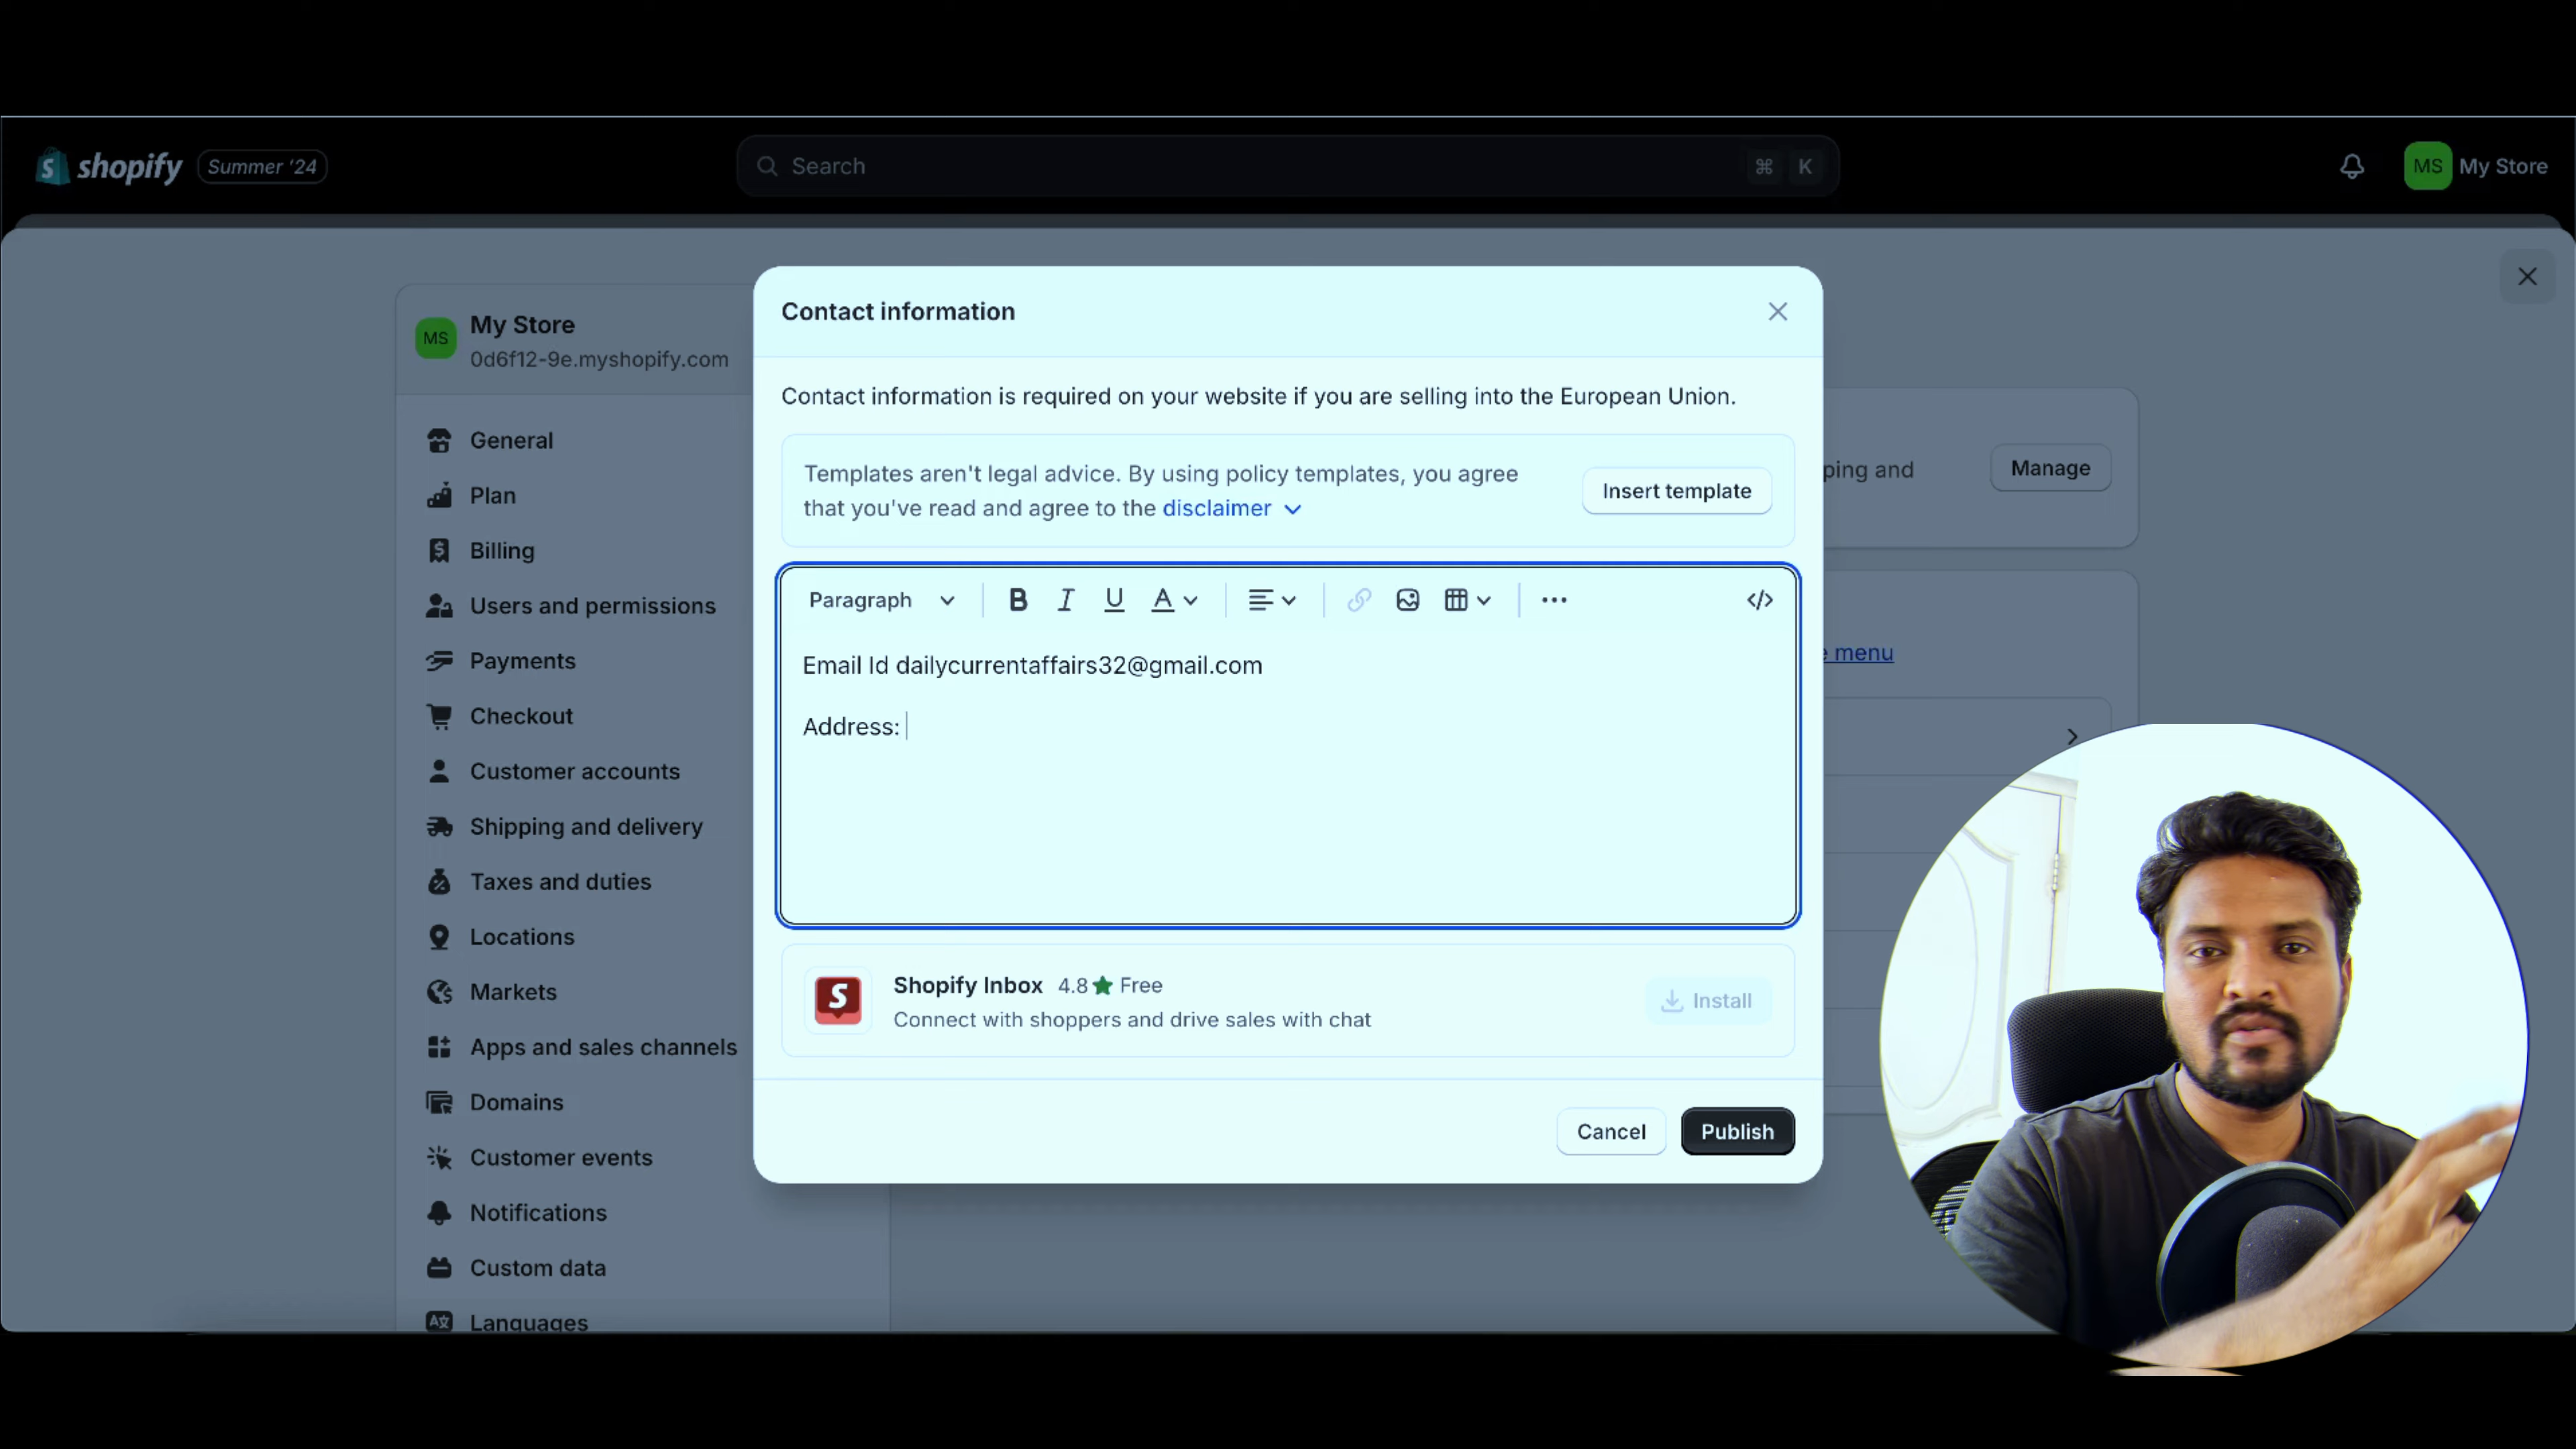 shopify Summer '24
Search
⌘ K
MS My Store
MS
My Store
0d6f12-9e.myshopify.com
General
Plan
Billing
Users and permissions
Payments
Checkout
Customer accounts
Shipping and delivery
Taxes and duties
Locations
Markets
Apps and sales channels
Domains
Customer events
Notifications
Custom data
Languages
Contact information
Contact information is required on your website if you are selling into the European Union.
Templates aren't legal advice. By using policy templates, you agree
that you've read and agree to the disclaimer
Insert template
Paragraph B I U A
Email Id dailycurrentaffairs32@gmail.com
Address:
Shopify Inbox 4.8 Free
Connect with shoppers and drive sales with chat
Install
Cancel Publish
and
Manage
menu